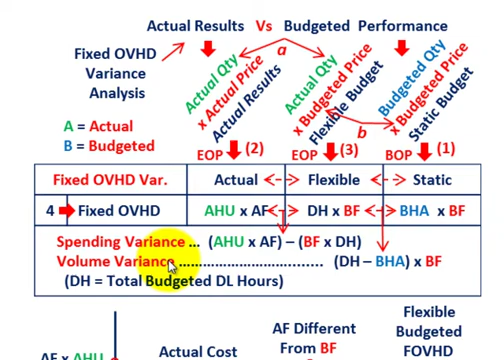 Actual Results Vs Budgeted Performance
Fixed OVHD
Variance
Analysis
a
Actual Qty
x Actual Price
Actual Results
Actual Qty
x Budgeted Price
Flexible Budget
b
Budgeted Qty
x Budgeted Price
Static Budget
A = Actual
B = Budgeted
EOP (2)
EOP (3)
BOP (1)
Fixed OVHD Var. Actual Flexible Static
4 Fixed OVHD AHU x AF DH x BF BHA x BF
Spending Variance ... (AHU x AF) – (BF x DH)
Volume Variance .................................... (DH – BHA) x BF
(DH = Total Budgeted DL Hours)
AF x AHU
Actual Cost
AF Different
From BF
Flexible
Budgeted
FOVHD